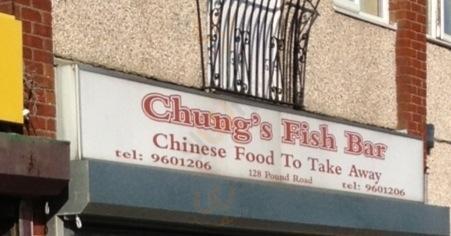 Chung's Fish Bar
Chinese Food To Take Away
tel: 9601206
128 Pound Road
tel: 9601206